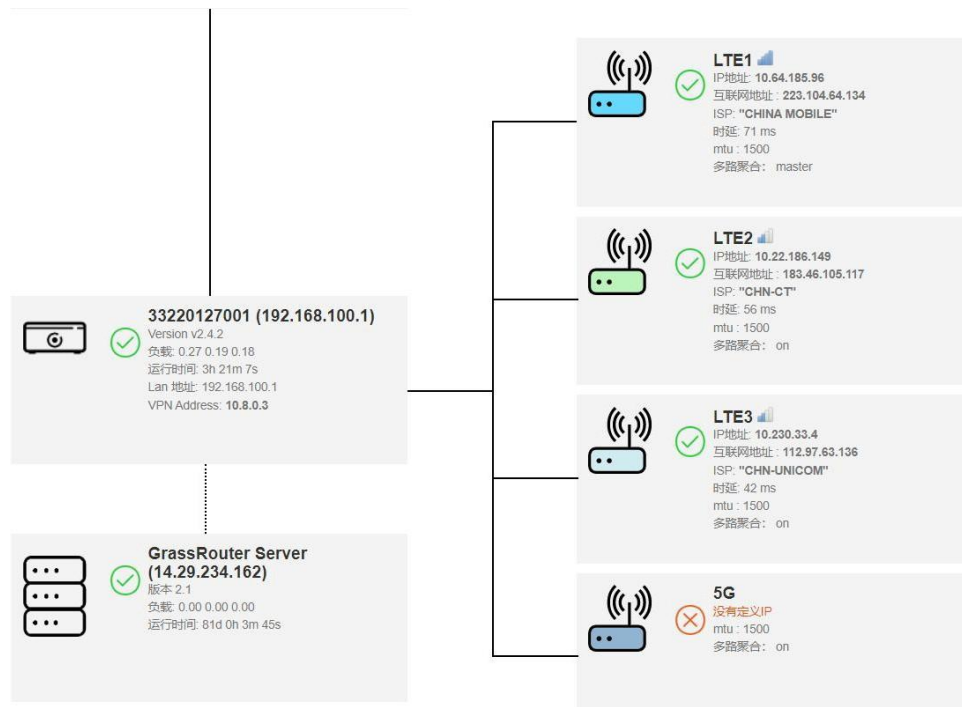 33220127001 (192.168.100.1)
Version v2.4.2
负载: 0.27 0.19 0.18
运行时间: 3h 21m 7s
Lan 地址: 192.168.100.1
VPN Address: 10.8.0.3
GrassRouter Server
(14.29.234.162)
版本 2.1
负载: 0.00 0.00 0.00
运行时间: 81d 0h 3m 45s
LTE1
IP地址: 10.64.185.96
互联网地址 : 223.104.64.134
ISP: "CHINA MOBILE"
时延: 71 ms
mtu : 1500
多路聚合： master
LTE2
IP地址: 10.22.186.149
互联网地址 : 183.46.105.117
ISP: "CHN-CT"
时延: 56 ms
mtu : 1500
多路聚合： on
LTE3
IP地址: 10.230.33.4
互联网地址 : 112.97.63.136
ISP: "CHN-UNICOM"
时延: 42 ms
mtu : 1500
多路聚合： on
5G
没有定义IP
mtu : 1500
多路聚合： on